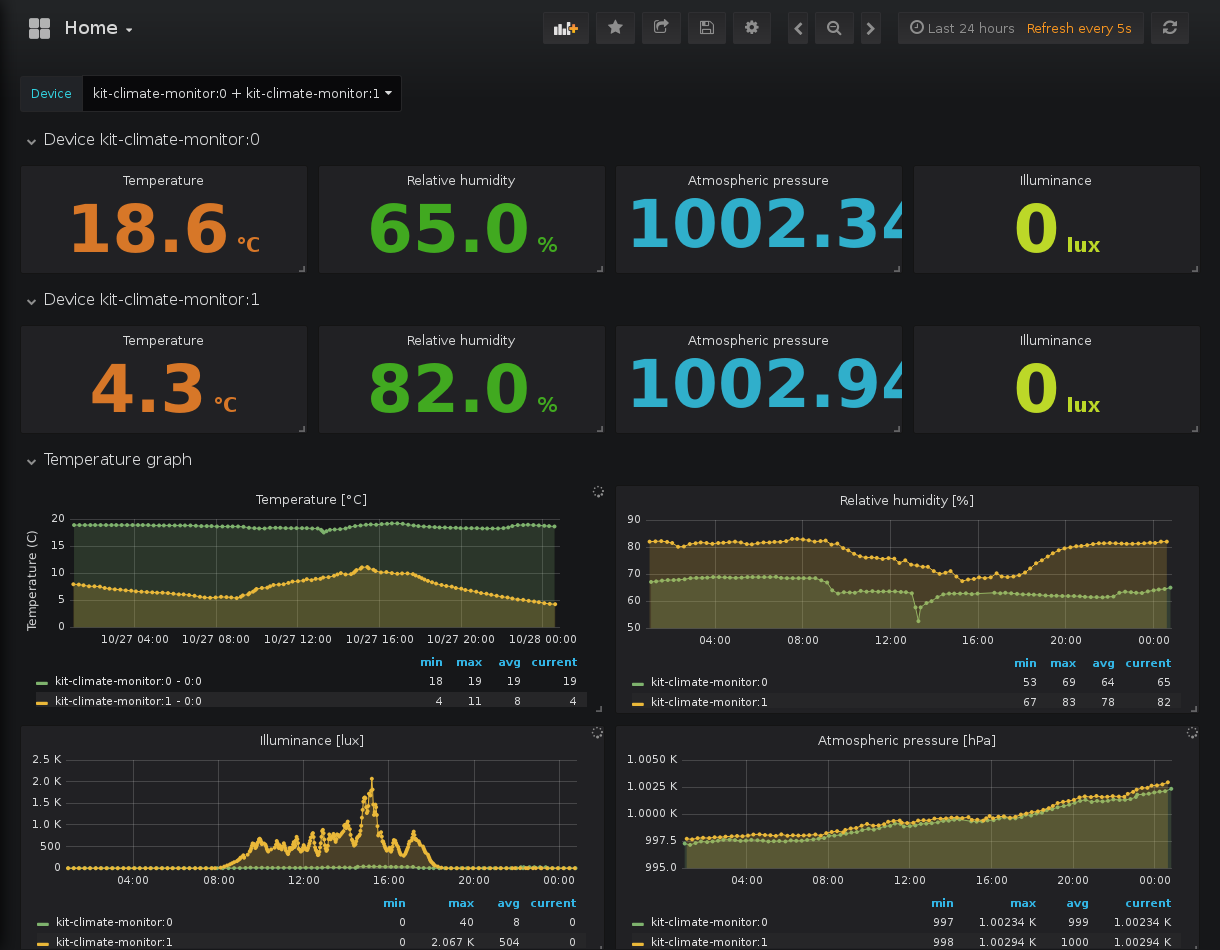 Home
Last 24 hours Refresh every 5s
Device kit-climate-monitor:0 + kit-climate-monitor:1
Device kit-climate-monitor:0
Temperature Relative humidity Atmospheric pressure Illuminance
18.6 °C 65.0 % 1002.34 0 lux
Device kit-climate-monitor:1
Temperature Relative humidity Atmospheric pressure Illuminance
4.3 °C 82.0 % 1002.94 0 lux
Temperature graph
Temperature [°C]
Temperature (C)
20
15
10
5
0
10/27 04:00 10/27 08:00 10/27 12:00 10/27 16:00 10/27 20:00 10/28 00:00
min max avg current
kit-climate-monitor:0 - 0:0 18 19 19 19
kit-climate-monitor:1 - 0:0 4 11 8 4
Relative humidity [%]
90
80
70
60
50
04:00 08:00 12:00 16:00 20:00 00:00
min max avg current
kit-climate-monitor:0 53 69 64 65
kit-climate-monitor:1 67 83 78 82
Illuminance [lux]
2.5 K
2.0 K
1.5 K
1.0 K
500
0
04:00 08:00 12:00 16:00 20:00 00:00
min max avg current
kit-climate-monitor:0 0 40 8 0
kit-climate-monitor:1 0 2.067 K 504 0
Atmospheric pressure [hPa]
1.0050 K
1.0025 K
1.0000 K
997.5
995.0
04:00 08:00 12:00 16:00 20:00 00:00
min max avg current
kit-climate-monitor:0 997 1.00234 K 999 1.00234 K
kit-climate-monitor:1 998 1.00294 K 1000 1.00294 K